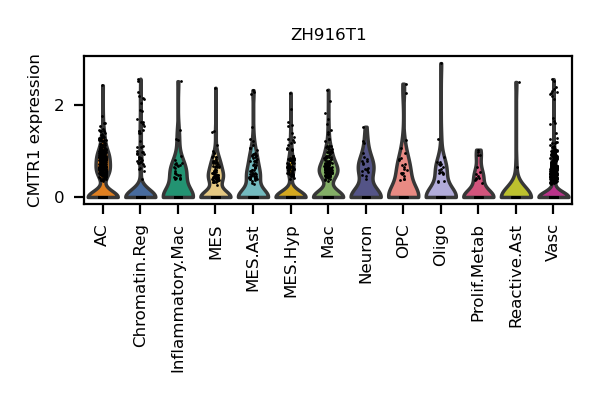 ZH916T1
CMTR1 expression
2
0
AC
Chromatin.Reg
Inflammatory.Mac
MES
MES.Ast
MES.Hyp
Mac
Neuron
OPC
Oligo
Prolif.Metab
Reactive.Ast
Vasc